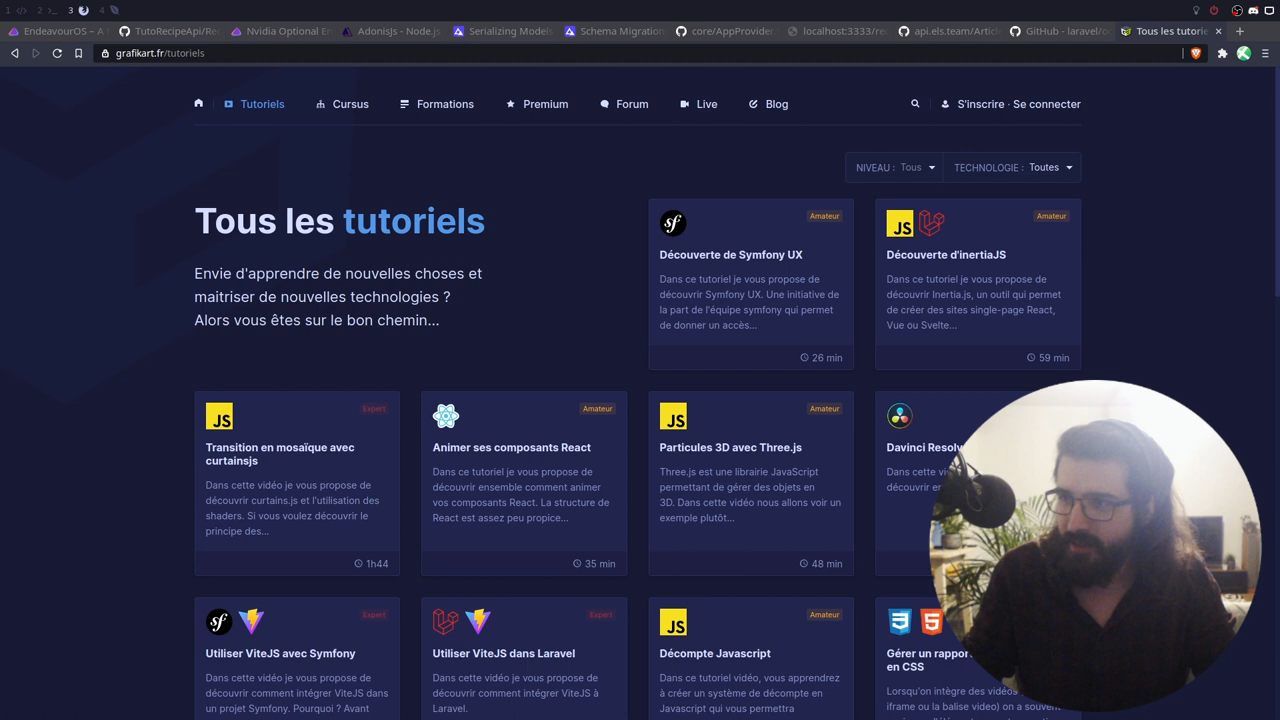 1 </> 2 >_ 3 4
EndeavourOS – A
TutoRecipeApi/Re
Nvidia Optional En
AdonisJs - Node.js
Serializing Models
Schema Migration
core/AppProvider.
localhost:3333/re
api.els.team/Articl
GitHub - laravel/
Tous les tutorie
grafikart.fr/tutoriels
Tutoriels
Cursus
Formations
Premium
Forum
Live
Blog
S'inscrire · Se connecter
NIVEAU : Tous
TECHNOLOGIE : Toutes
Tous les tutoriels
Envie d'apprendre de nouvelles choses et
maitriser de nouvelles technologies ?
Alors vous êtes sur le bon chemin...
sf
Amateur
Découverte de Symfony UX
Dans ce tutoriel je vous propose de
découvrir Symfony UX. Une initiative de
la part de l'équipe symfony qui permet
de donner un accès...
26 min
JS
Amateur
Découverte d'inertiaJS
Dans ce tutoriel je vous propose de
découvrir Inertia.js, un outil qui permet
de créer des sites single-page React,
Vue ou Svelte...
59 min
JS
Expert
Transition en mosaïque avec
curtainsjs
Dans cette vidéo je vous propose de
découvrir curtains.js et l'utilisation des
shaders. Si vous voulez découvrir le
principe des...
1h44
Amateur
Animer ses composants React
Dans ce tutoriel je vous propose de
découvrir ensemble comment animer
vos composants React. La structure de
React est assez peu propice...
35 min
JS
Amateur
Particules 3D avec Three.js
Three.js est une librairie JavaScript
permettant de gérer des objets en
3D. Dans cette vidéo nous allons voir un
exemple plutôt...
48 min
Davinci Resolv
Dans cette vi
découvrir en
sf
Expert
Utiliser ViteJS avec Symfony
Dans cette vidéo je vous propose de
découvrir comment intégrer ViteJS dans
un projet Symfony. Pourquoi ? Avant
Expert
Utiliser ViteJS dans Laravel
Dans cette vidéo je vous propose de
découvrir comment intégrer ViteJS à
Laravel.
JS
Amateur
Décompte Javascript
Dans ce tutoriel vidéo, vous apprendrez
à créer un système de décompte en
Javascript qui vous permettra
3 5
Gérer un rappor
en CSS
Lorsqu'on intègre des vidéos
iframe ou la balise video) on a souve